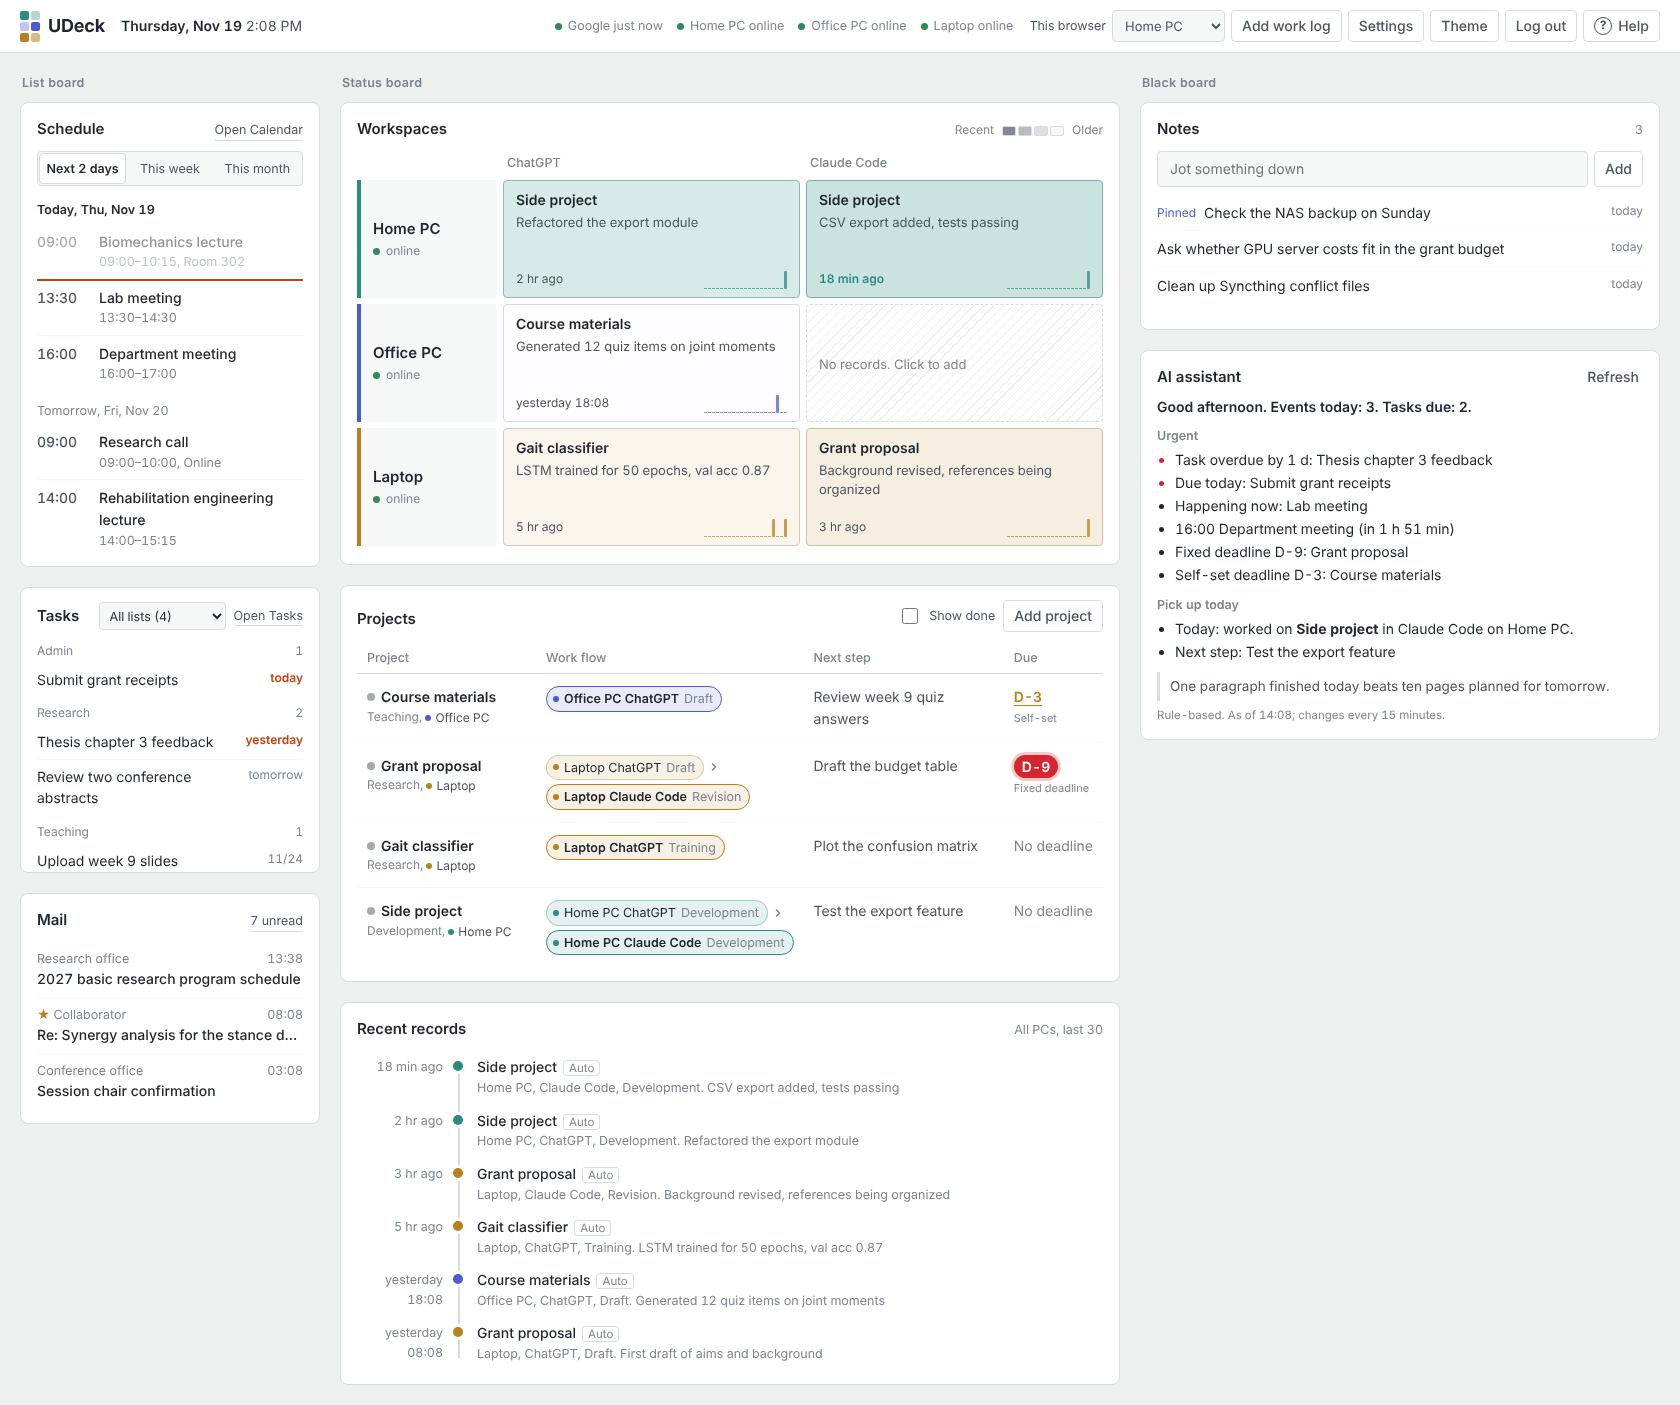 UDeck Thursday, Nov 19 2:08 PM
Google just now Home PC online Office PC online Laptop online This browser Home PC Add work log Settings Theme Log out ? Help
List board
Schedule Open Calendar
Next 2 days This week This month
Today, Thu, Nov 19
09:00 Biomechanics lecture
09:00–10:15, Room 302
13:30 Lab meeting
13:30–14:30
16:00 Department meeting
16:00–17:00
Tomorrow, Fri, Nov 20
09:00 Research call
09:00–10:00, Online
14:00 Rehabilitation engineering
lecture
14:00–15:15
Tasks All lists (4) Open Tasks
Admin 1
Submit grant receipts today
Research 2
Thesis chapter 3 feedback yesterday
Review two conference tomorrow
abstracts
Teaching 1
Upload week 9 slides 11/24
Mail 7 unread
Research office 13:38
2027 basic research program schedule
★ Collaborator 08:08
Re: Synergy analysis for the stance d...
Conference office 03:08
Session chair confirmation
Status board
Workspaces Recent Older
ChatGPT Claude Code
Home PC
online
Side project
Refactored the export module
2 hr ago
Side project
CSV export added, tests passing
18 min ago
Office PC
online
Course materials
Generated 12 quiz items on joint moments
yesterday 18:08
No records. Click to add
Laptop
online
Gait classifier
LSTM trained for 50 epochs, val acc 0.87
5 hr ago
Grant proposal
Background revised, references being
organized
3 hr ago
Projects Show done Add project
Project Work flow Next step Due
Course materials Office PC ChatGPT Draft Review week 9 quiz D-3
Teaching, Office PC answers Self-set
Grant proposal Laptop ChatGPT Draft › Draft the budget table D-9
Research, Laptop Laptop Claude Code Revision Fixed deadline
Gait classifier Laptop ChatGPT Training Plot the confusion matrix No deadline
Research, Laptop
Side project Home PC ChatGPT Development › Test the export feature No deadline
Development, Home PC Home PC Claude Code Development
Recent records All PCs, last 30
18 min ago Side project Auto
Home PC, Claude Code, Development. CSV export added, tests passing
2 hr ago Side project Auto
Home PC, ChatGPT, Development. Refactored the export module
3 hr ago Grant proposal Auto
Laptop, Claude Code, Revision. Background revised, references being organized
5 hr ago Gait classifier Auto
Laptop, ChatGPT, Training. LSTM trained for 50 epochs, val acc 0.87
yesterday Course materials Auto
18:08 Office PC, ChatGPT, Draft. Generated 12 quiz items on joint moments
yesterday Grant proposal Auto
08:08 Laptop, ChatGPT, Draft. First draft of aims and background
Black board
Notes 3
Jot something down Add
Pinned Check the NAS backup on Sunday today
Ask whether GPU server costs fit in the grant budget today
Clean up Syncthing conflict files today
AI assistant Refresh
Good afternoon. Events today: 3. Tasks due: 2.
Urgent
Task overdue by 1 d: Thesis chapter 3 feedback
Due today: Submit grant receipts
Happening now: Lab meeting
16:00 Department meeting (in 1 h 51 min)
Fixed deadline D-9: Grant proposal
Self-set deadline D-3: Course materials
Pick up today
Today: worked on Side project in Claude Code on Home PC.
Next step: Test the export feature
One paragraph finished today beats ten pages planned for tomorrow.
Rule-based. As of 14:08; changes every 15 minutes.